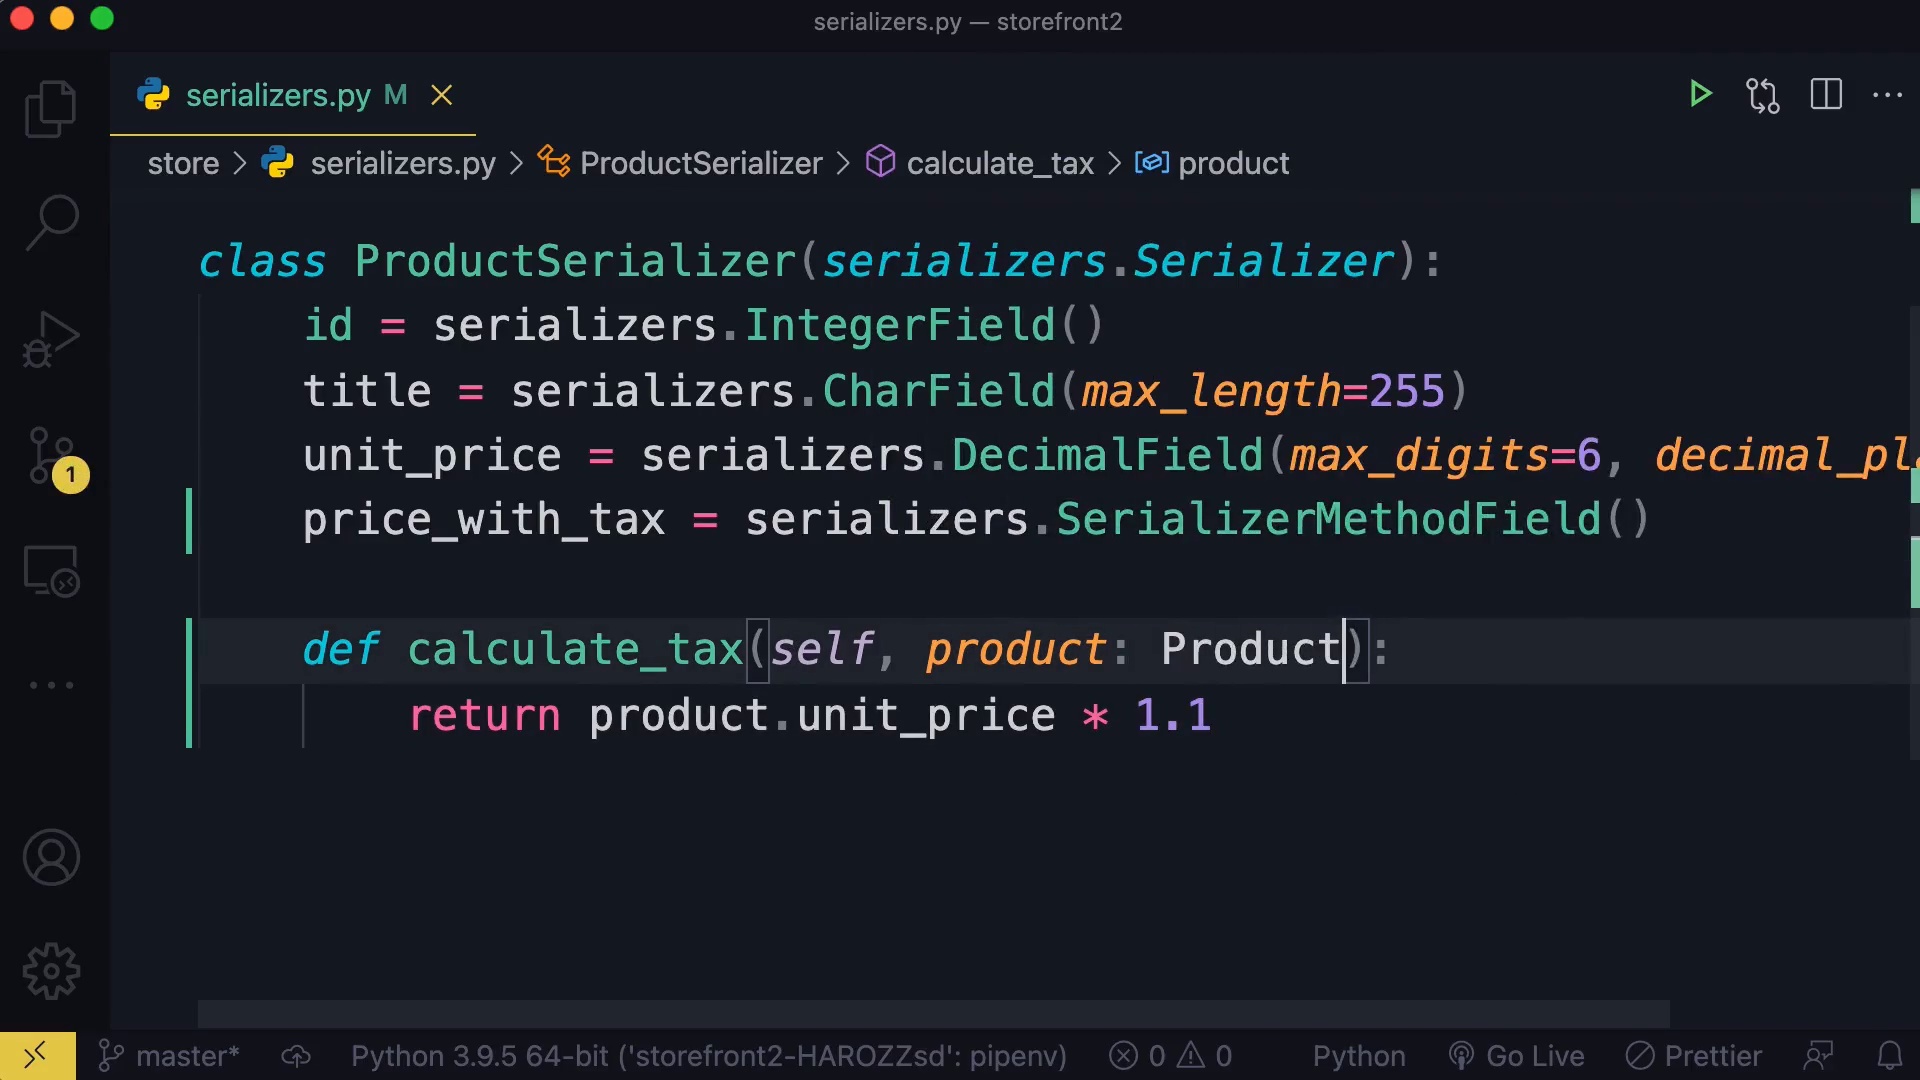 serializers.py — storefront2
serializers.py M
store > serializers.py > ProductSerializer > calculate_tax > product
class ProductSerializer(serializers.Serializer):
id = serializers.IntegerField()
title = serializers.CharField(max_length=255)
unit_price = serializers.DecimalField(max_digits=6, decimal_pl
price_with_tax = serializers.SerializerMethodField()
1
def calculate_tax(self, product: Product):
return product.unit_price * 1.1
master* Python 3.9.5 64-bit ('storefront2-HAROZZsd': pipenv) 0 0 Python Go Live Prettier